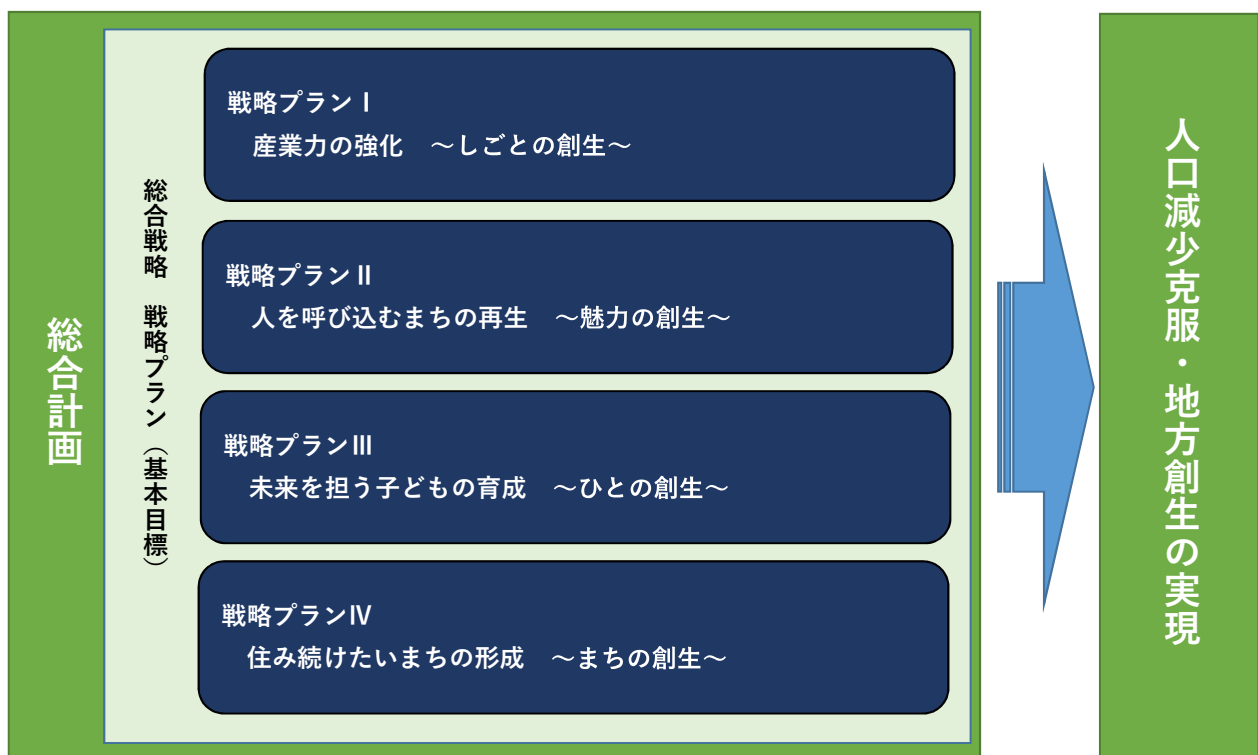 総合計画
総合戦略　戦略プラン（基本目標）
戦略プランⅠ
産業力の強化　～しごとの創生～
戦略プランⅡ
人を呼び込むまちの再生　～魅力の創生～
戦略プランⅢ
未来を担う子どもの育成　～ひとの創生～
戦略プランⅣ
住み続けたいまちの形成　～まちの創生～
人口減少克服・地方創生の実現